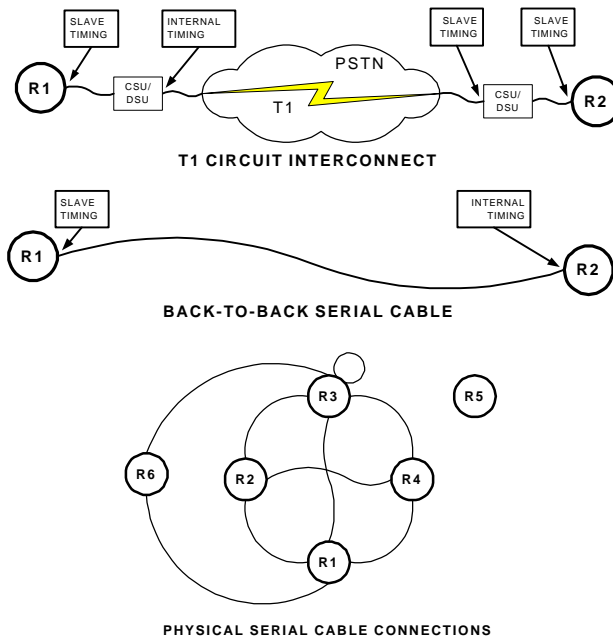 SLAVE
TIMING
INTERNAL
TIMING
SLAVE
TIMING
SLAVE
TIMING
PSTN
R1
CSU/
DSU
T1
CSU/
DSU
R2
T1 CIRCUIT INTERCONNECT
SLAVE
TIMING
INTERNAL
TIMING
R1
R2
BACK-TO-BACK SERIAL CABLE
R3
R5
R6
R2
R4
R1
PHYSICAL SERIAL CABLE CONNECTIONS